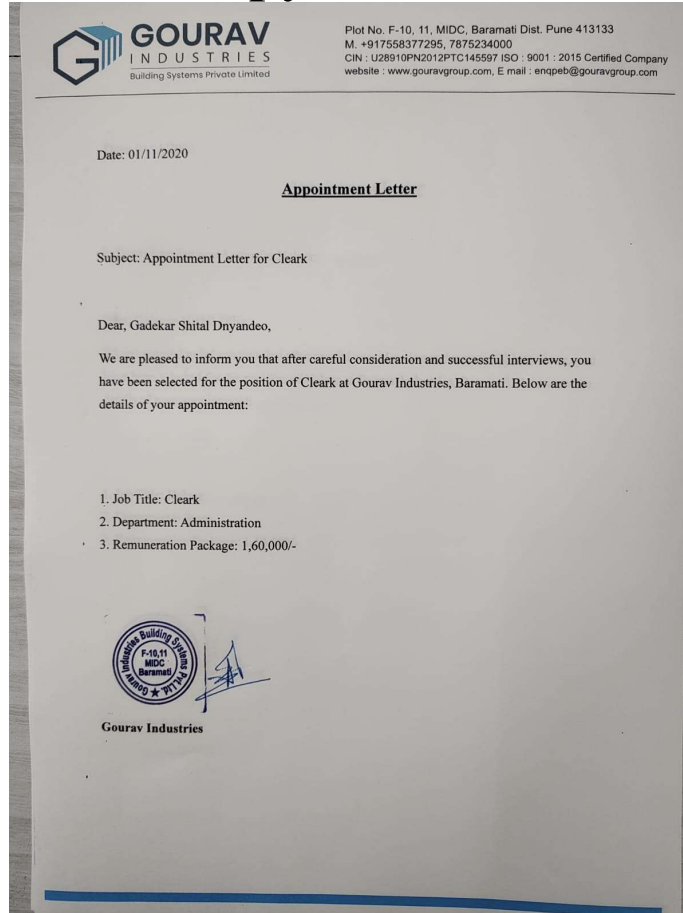 GOURAV
INDUSTRIES
Building Systems Private Limited
Plot No. F-10, 11, MIDC, Baramati Dist. Pune 413133
M. +917558377295, 7875234000
CIN : U28910PN2012PTC145597 ISO : 9001 : 2015 Certified Company
website : www.gouravgroup.com, E mail : enqpeb@gouravgroup.com
Date: 01/11/2020
Appointment Letter
Subject: Appointment Letter for Cleark
Dear, Gadekar Shital Dnyandeo,
We are pleased to inform you that after careful consideration and successful interviews, you
have been selected for the position of Cleark at Gourav Industries, Baramati. Below are the
details of your appointment:
1. Job Title: Cleark
2. Department: Administration
3. Remuneration Package: 1,60,000/-
Gourav Industries Building Systems Pvt.Ltd. ★
F-10,11
MIDC
Baramati
Gourav Industries